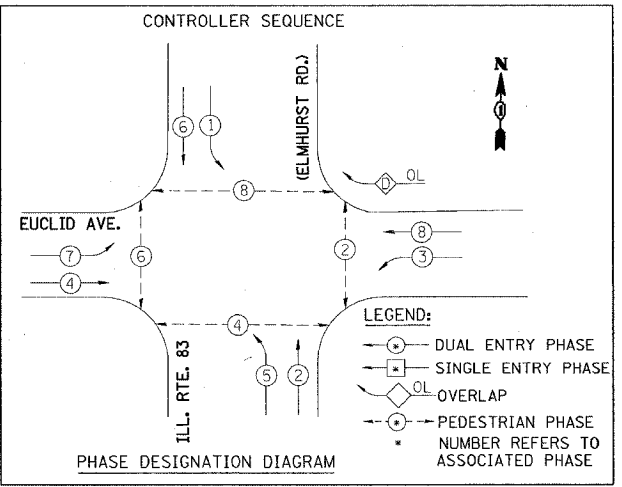 CONTROLLER SEQUENCE
N
(ELMHURST RD.)
6
1
D OL
8
EUCLID AVE.
8
7
6
2
3
4
LEGEND:
4
* DUAL ENTRY PHASE
* SINGLE ENTRY PHASE
OL OVERLAP
ILL. RTE. 83
5
2
* PEDESTRIAN PHASE
* NUMBER REFERS TO
ASSOCIATED PHASE
PHASE DESIGNATION DIAGRAM